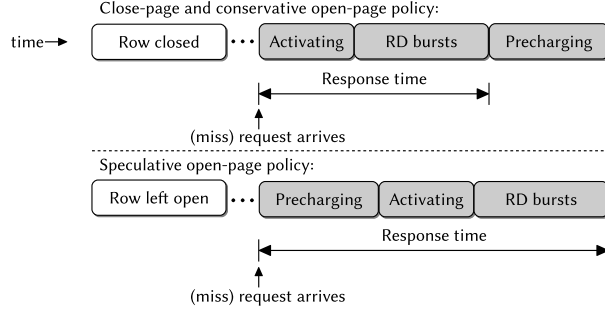 Close-page and conservative open-page policy:
time
Row closed ••• Activating RD bursts Precharging
Response time
(miss) request arrives
Speculative open-page policy:
Row left open ••• Precharging Activating RD bursts
Response time
(miss) request arrives